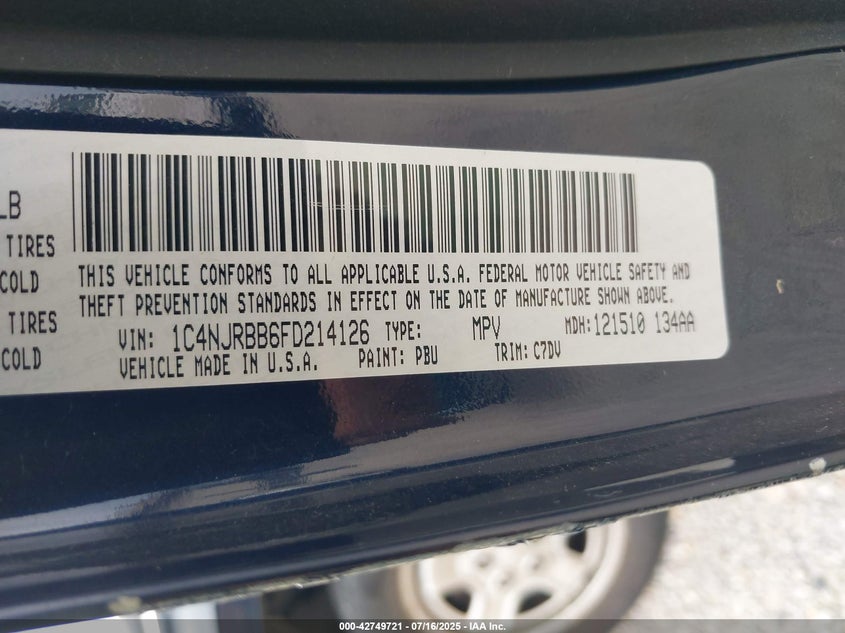 LB
TIRES
COLD
TIRES
COLD
THIS VEHICLE CONFORMS TO ALL APPLICABLE U.S.A. FEDERAL MOTOR VEHICLE SAFETY AND
THEFT PREVENTION STANDARDS IN EFFECT ON THE DATE OF MANUFACTURE SHOWN ABOVE.
VIN: 1C4NJRBB6FD214126 TYPE: MPV MDH:121510 134AA
VEHICLE MADE IN U.S.A. PAINT: PBU TRIM: C7DV
000-42749721 - 07/16/2025 - IAA Inc.